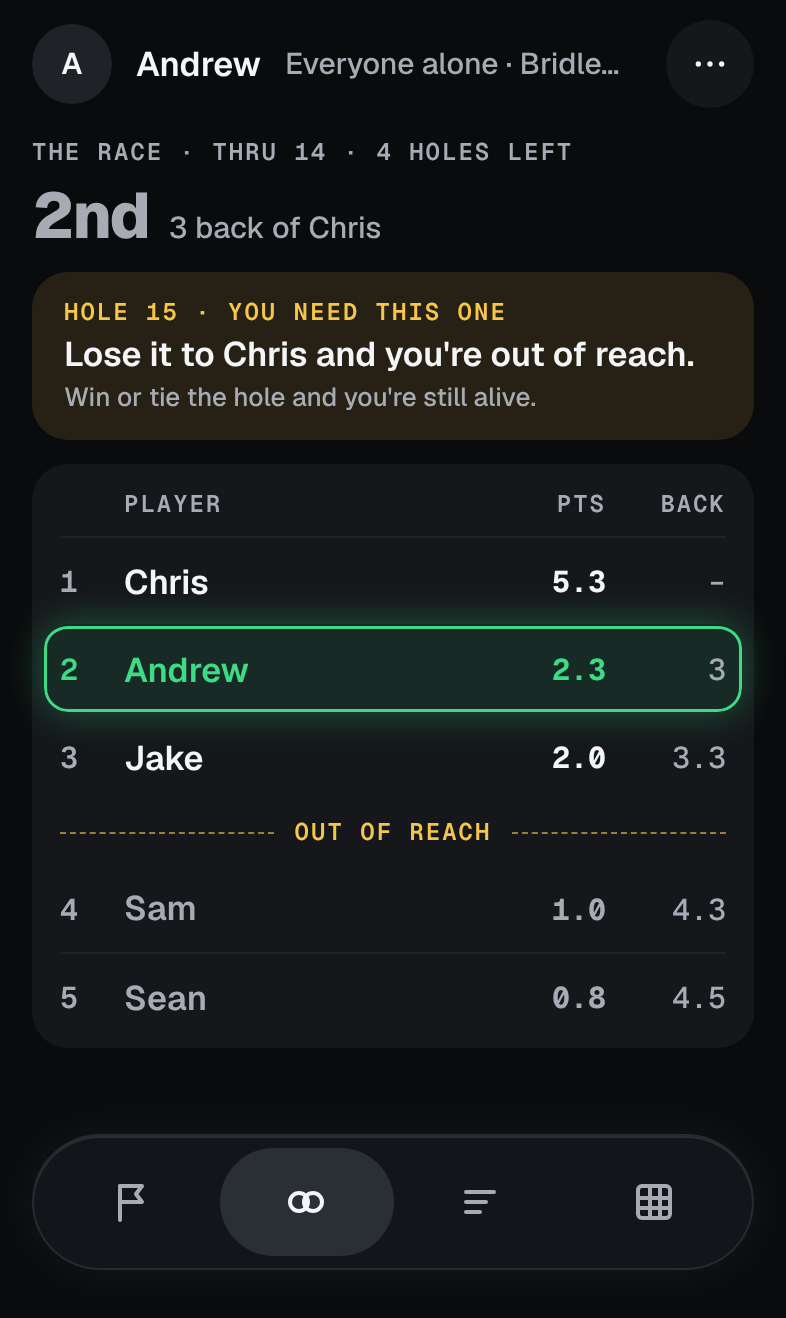 A Andrew Everyone alone · Bridle…
THE RACE · THRU 14 · 4 HOLES LEFT
2nd 3 back of Chris
HOLE 15 · YOU NEED THIS ONE
Lose it to Chris and you're out of reach.
Win or tie the hole and you're still alive.
PLAYER PTS BACK
1 Chris 5.3 –
2 Andrew 2.3 3
3 Jake 2.0 3.3
OUT OF REACH
4 Sam 1.0 4.3
5 Sean 0.8 4.5